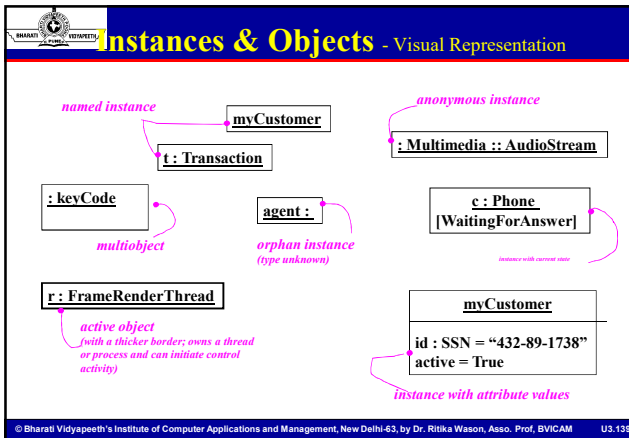 BHARATI VIDYAPEETH
Instances & Objects - Visual Representation
named instance
anonymous instance
myCustomer
t : Transaction
: Multimedia :: AudioStream
: keyCode
agent :
c : Phone
[WaitingForAnswer]
multiobject
orphan instance
(type unknown)
instance with current state
r : FrameRenderThread
myCustomer
active object
(with a thicker border; owns a thread
or process and can initiate control
activity)
id : SSN = “432-89-1738”
active = True
instance with attribute values
© Bharati Vidyapeeth's Institute of Computer Applications and Management, New Delhi-63, by Dr. Ritika Wason, Asso. Prof, BVICAM U3.139